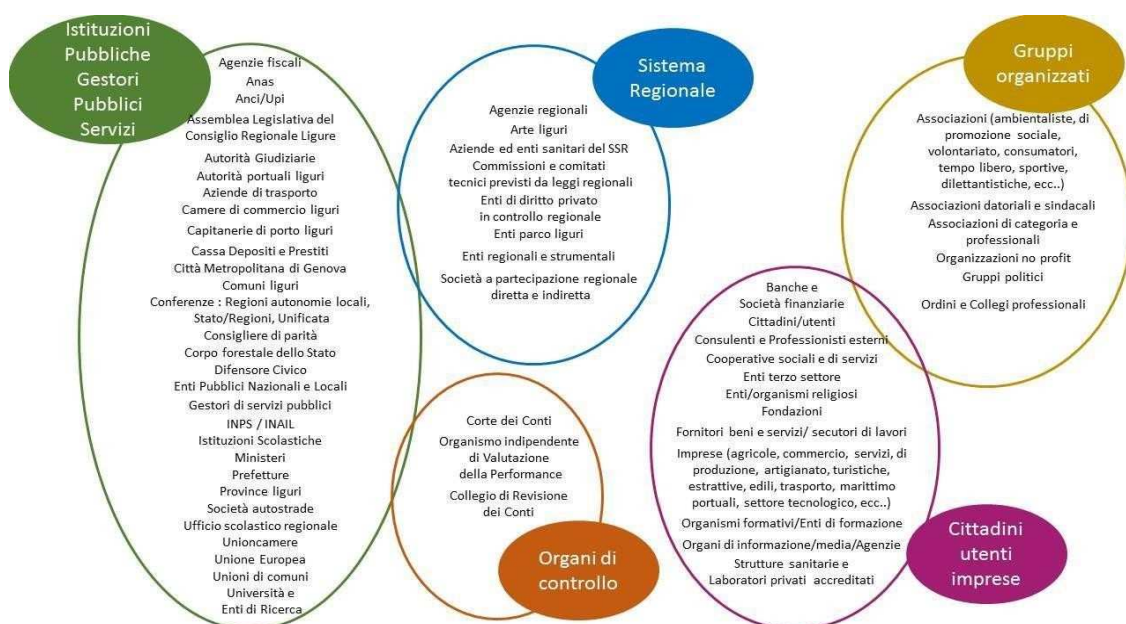 Istituzioni
Pubbliche
Gestori
Pubblici
Servizi
Agenzie fiscali
Anas
Anci/Upi
Assemblea Legislativa del
Consiglio Regionale Ligure
Autorità Giudiziarie
Autorità portuali liguri
Aziende di trasporto
Camere di commercio liguri
Capitanerie di porto liguri
Cassa Depositi e Prestiti
Città Metropolitana di Genova
Comuni liguri
Conferenze : Regioni autonomie locali,
Stato/Regioni, Unificata
Consigliere di parità
Corpo forestale dello Stato
Difensore Civico
Enti Pubblici Nazionali e Locali
Gestori di servizi pubblici
INPS / INAIL
Istituzioni Scolastiche
Ministeri
Prefetture
Province liguri
Società autostrade
Ufficio scolastico regionale
Unioncamere
Unione Europea
Unioni di comuni
Università e
Enti di Ricerca
Sistema
Regionale
Agenzie regionali
Arte liguri
Aziende ed enti sanitari del SSR
Commissioni e comitati
tecnici previsti da leggi regionali
Enti di diritto privato
in controllo regionale
Enti parco liguri
Enti regionali e strumentali
Società a partecipazione regionale
diretta e indiretta
Gruppi
organizzati
Associazioni (ambientaliste, di
promozione sociale,
volontariato, consumatori,
tempo libero, sportive,
dilettantistiche, ecc..)
Associazioni datoriali e sindacali
Associazioni di categoria e
professionali
Organizzazioni no profit
Gruppi politici
Ordini e Collegi professionali
Corte dei Conti
Organismo indipendente
di Valutazione
della Performance
Collegio di Revisione
dei Conti
Organi di
controllo
Banche e
Società finanziarie
Cittadini/utenti
Consulenti e Professionisti esterni
Cooperative sociali e di servizi
Enti terzo settore
Enti/organismi religiosi
Fondazioni
Fornitori beni e servizi/ secutori di lavori
Imprese (agricole, commercio, servizi, di
produzione, artigianato, turistiche,
estrattive, edili, trasporto, marittimo
portuali, settore tecnologico, ecc..)
Organismi formativi/Enti di formazione
Organi di informazione/media/Agenzie
Strutture sanitarie e
Laboratori privati accreditati
Cittadini
utenti
imprese